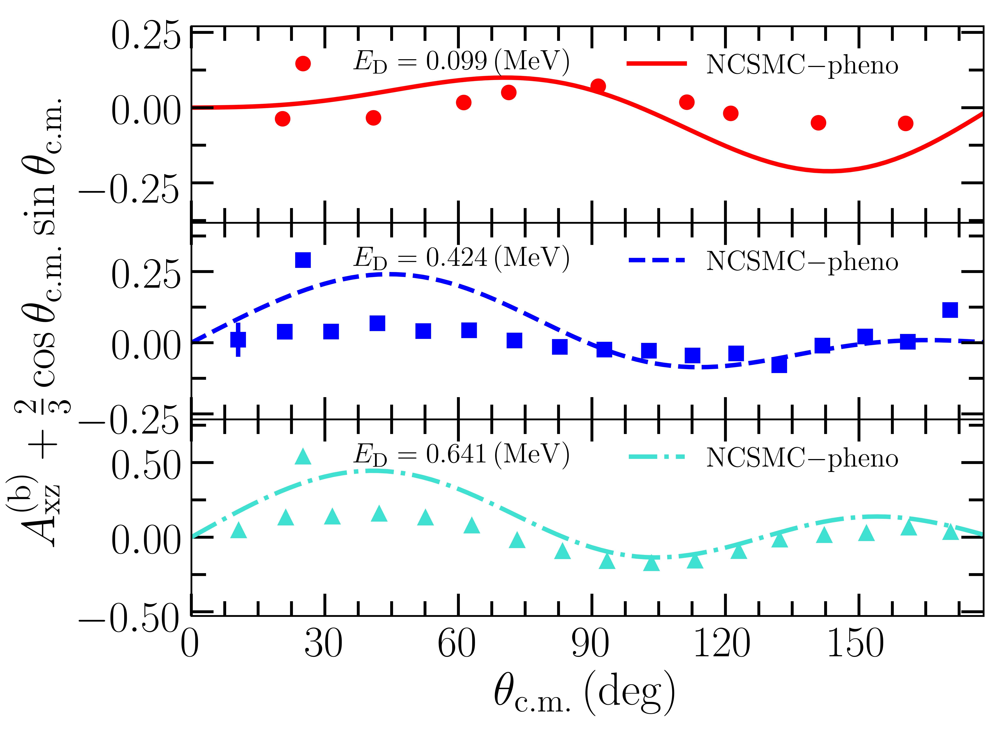 0.25
E_D = 0.099 (MeV) NCSMC−pheno
0.00
−0.25
E_D = 0.424 (MeV) NCSMC−pheno
0.25
0.00
−0.25
E_D = 0.641 (MeV) NCSMC−pheno
0.50
0.00
−0.50
0 30 60 90 120 150
θ_c.m. (deg)
A_xz^(b) + 2/3 cos θ_c.m. sin θ_c.m.